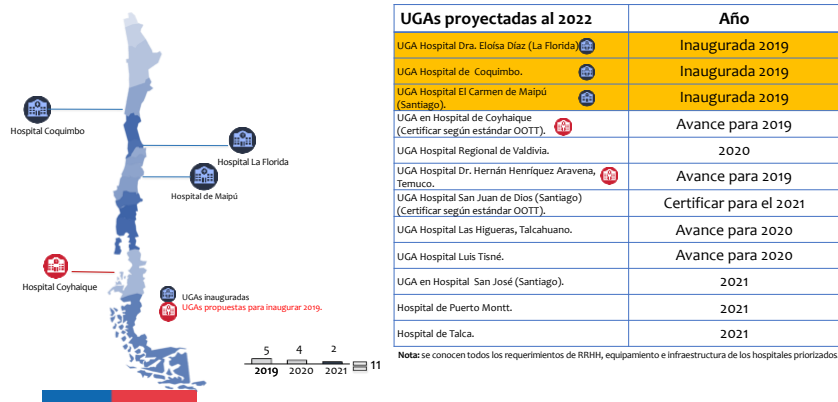 Hospital Coquimbo
Hospital La Florida
Hospital de Maipú
Hospital Coyhaique
UGAs inauguradas
UGAs propuestas para inaugurar 2019.
5 4 2
2019 2020 2021
11
UGAs proyectadas al 2022 Año
UGA Hospital Dra. Eloísa Díaz (La Florida) Inaugurada 2019
UGA Hospital de Coquimbo. Inaugurada 2019
UGA Hospital El Carmen de Maipú
(Santiago). Inaugurada 2019
UGA en Hospital de Coyhaique
(Certificar según estándar OOTT). Avance para 2019
UGA Hospital Regional de Valdivia. 2020
UGA Hospital Dr. Hernán Henríquez Aravena,
Temuco. Avance para 2019
UGA Hospital San Juan de Dios (Santiago)
(Certificar según estándar OOTT). Certificar para el 2021
UGA Hospital Las Higueras, Talcahuano. Avance para 2020
UGA Hospital Luis Tisné. Avance para 2020
UGA en Hospital San José (Santiago). 2021
Hospital de Puerto Montt. 2021
Hospital de Talca. 2021
Nota: se conocen todos los requerimientos de RRHH, equipamiento e infraestructura de los hospitales priorizados